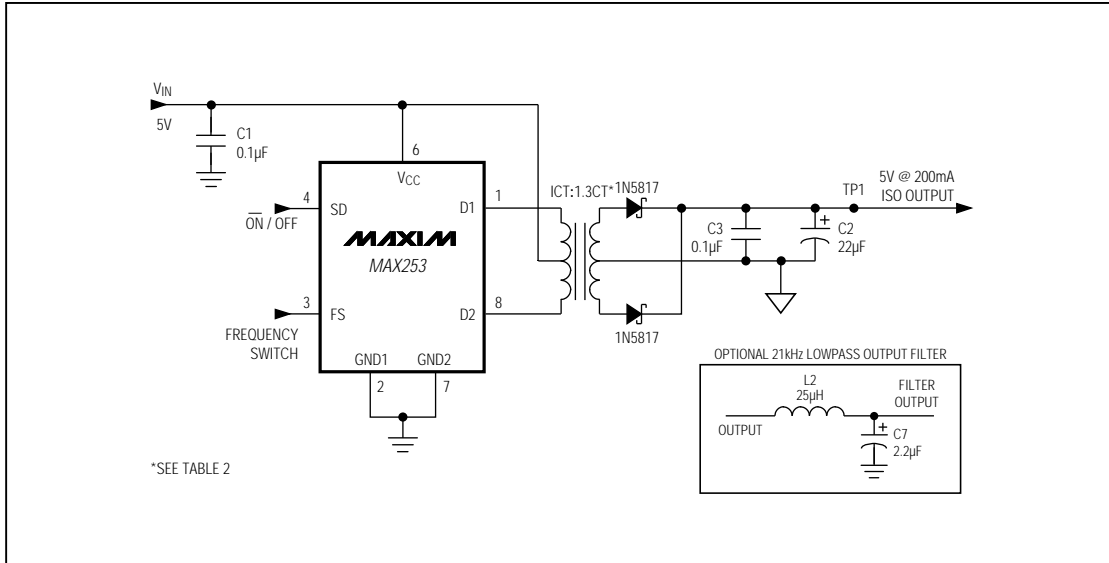 VIN
5V
C1
0.1µF
6
VCC
4
SD
ON / OFF
1
D1
MAXIM
MAX253
3
FS
FREQUENCY
SWITCH
8
D2
GND1
GND2
2
7
ICT:1.3CT*
1N5817
1N5817
C3
0.1µF
+
C2
22µF
TP1
5V @ 200mA
ISO OUTPUT
OPTIONAL 21kHz LOWPASS OUTPUT FILTER
L2
25µH
FILTER
OUTPUT
OUTPUT
+
C7
2.2µF
*SEE TABLE 2